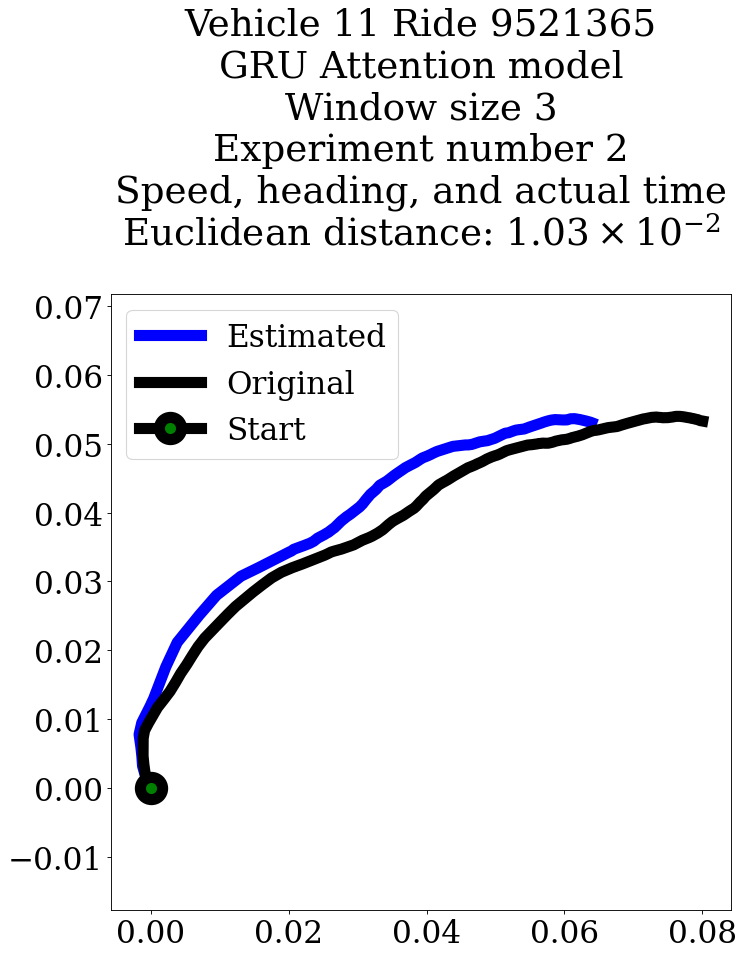 Vehicle 11 Ride 9521365
GRU Attention model
Window size 3
Experiment number 2
Speed, heading, and actual time
Euclidean distance: 1.03 × 10⁻²
0.07
0.06
0.05
0.04
0.03
0.02
0.01
0.00
−0.01
Estimated
Original
Start
0.00 0.02 0.04 0.06 0.08